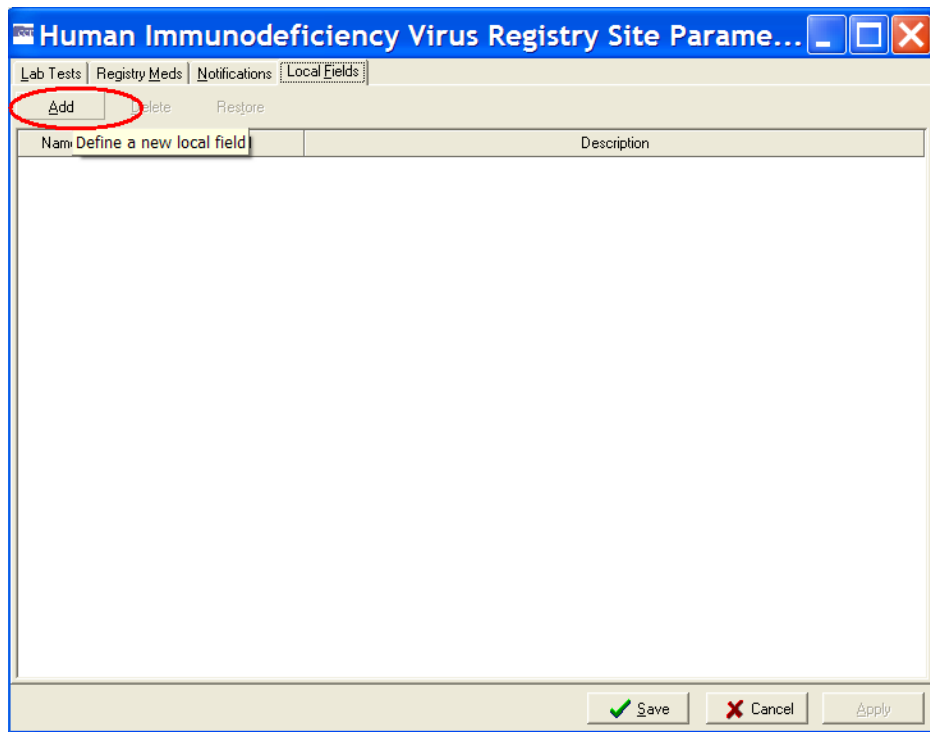 Human Immunodeficiency Virus Registry Site Parame...
Lab Tests Registry Meds Notifications Local Fields
Add Delete Restore
Define a new local field Description
Save Cancel Apply